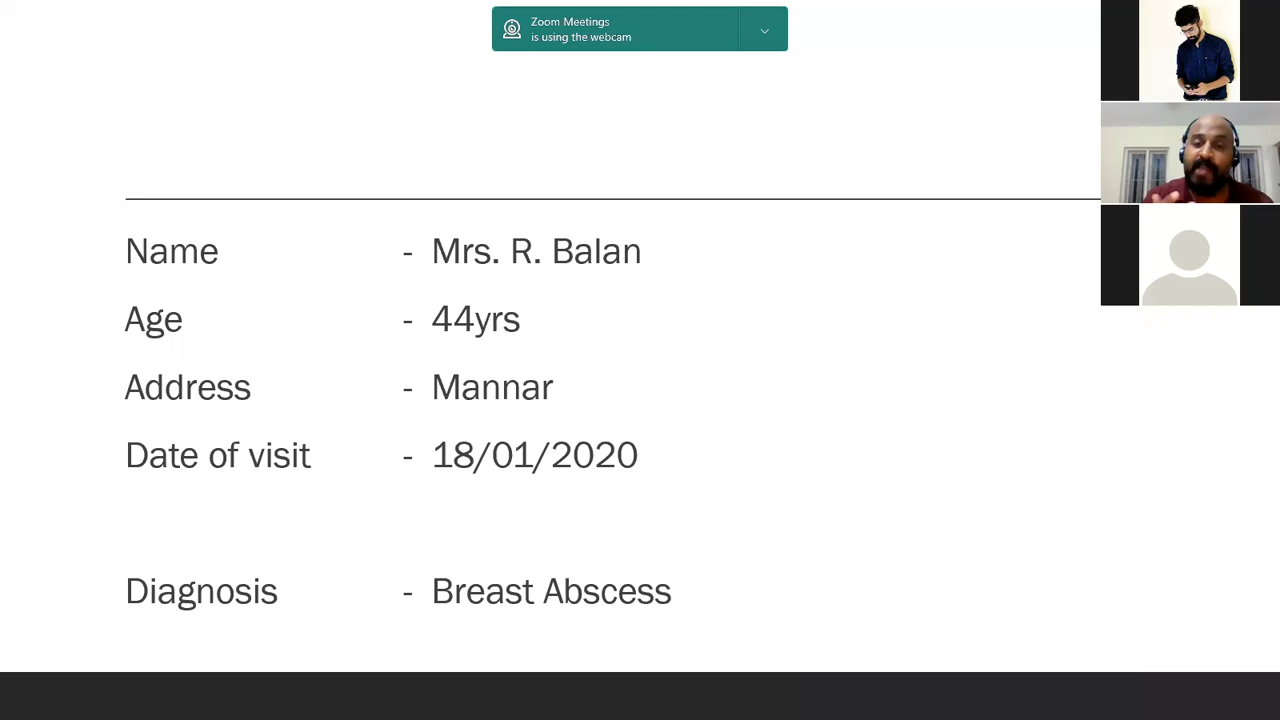 Zoom Meetings
is using the webcam
Name - Mrs. R. Balan
Age - 44yrs
Address - Mannar
Date of visit - 18/01/2020
Diagnosis - Breast Abscess